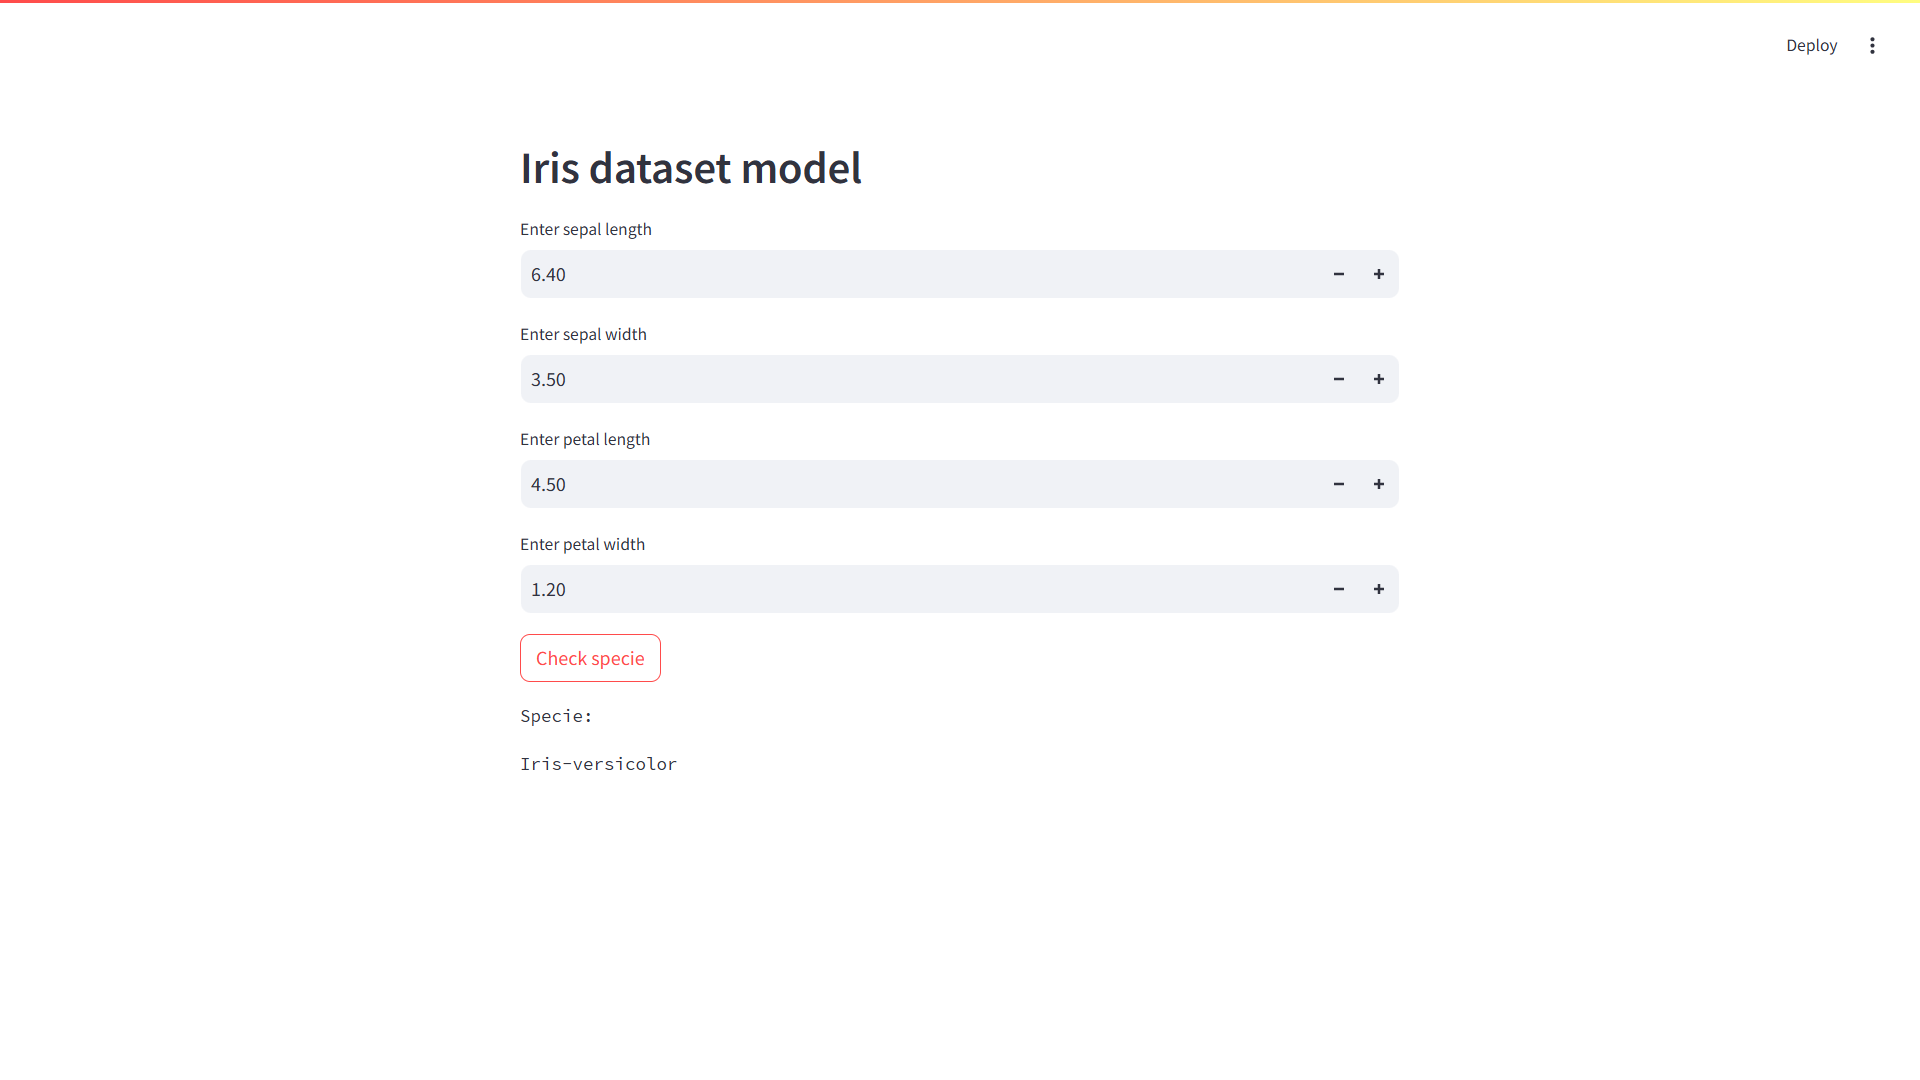 Deploy
Iris dataset model
Enter sepal length
6.40
Enter sepal width
3.50
Enter petal length
4.50
Enter petal width
1.20
Check specie
Specie:
Iris-versicolor